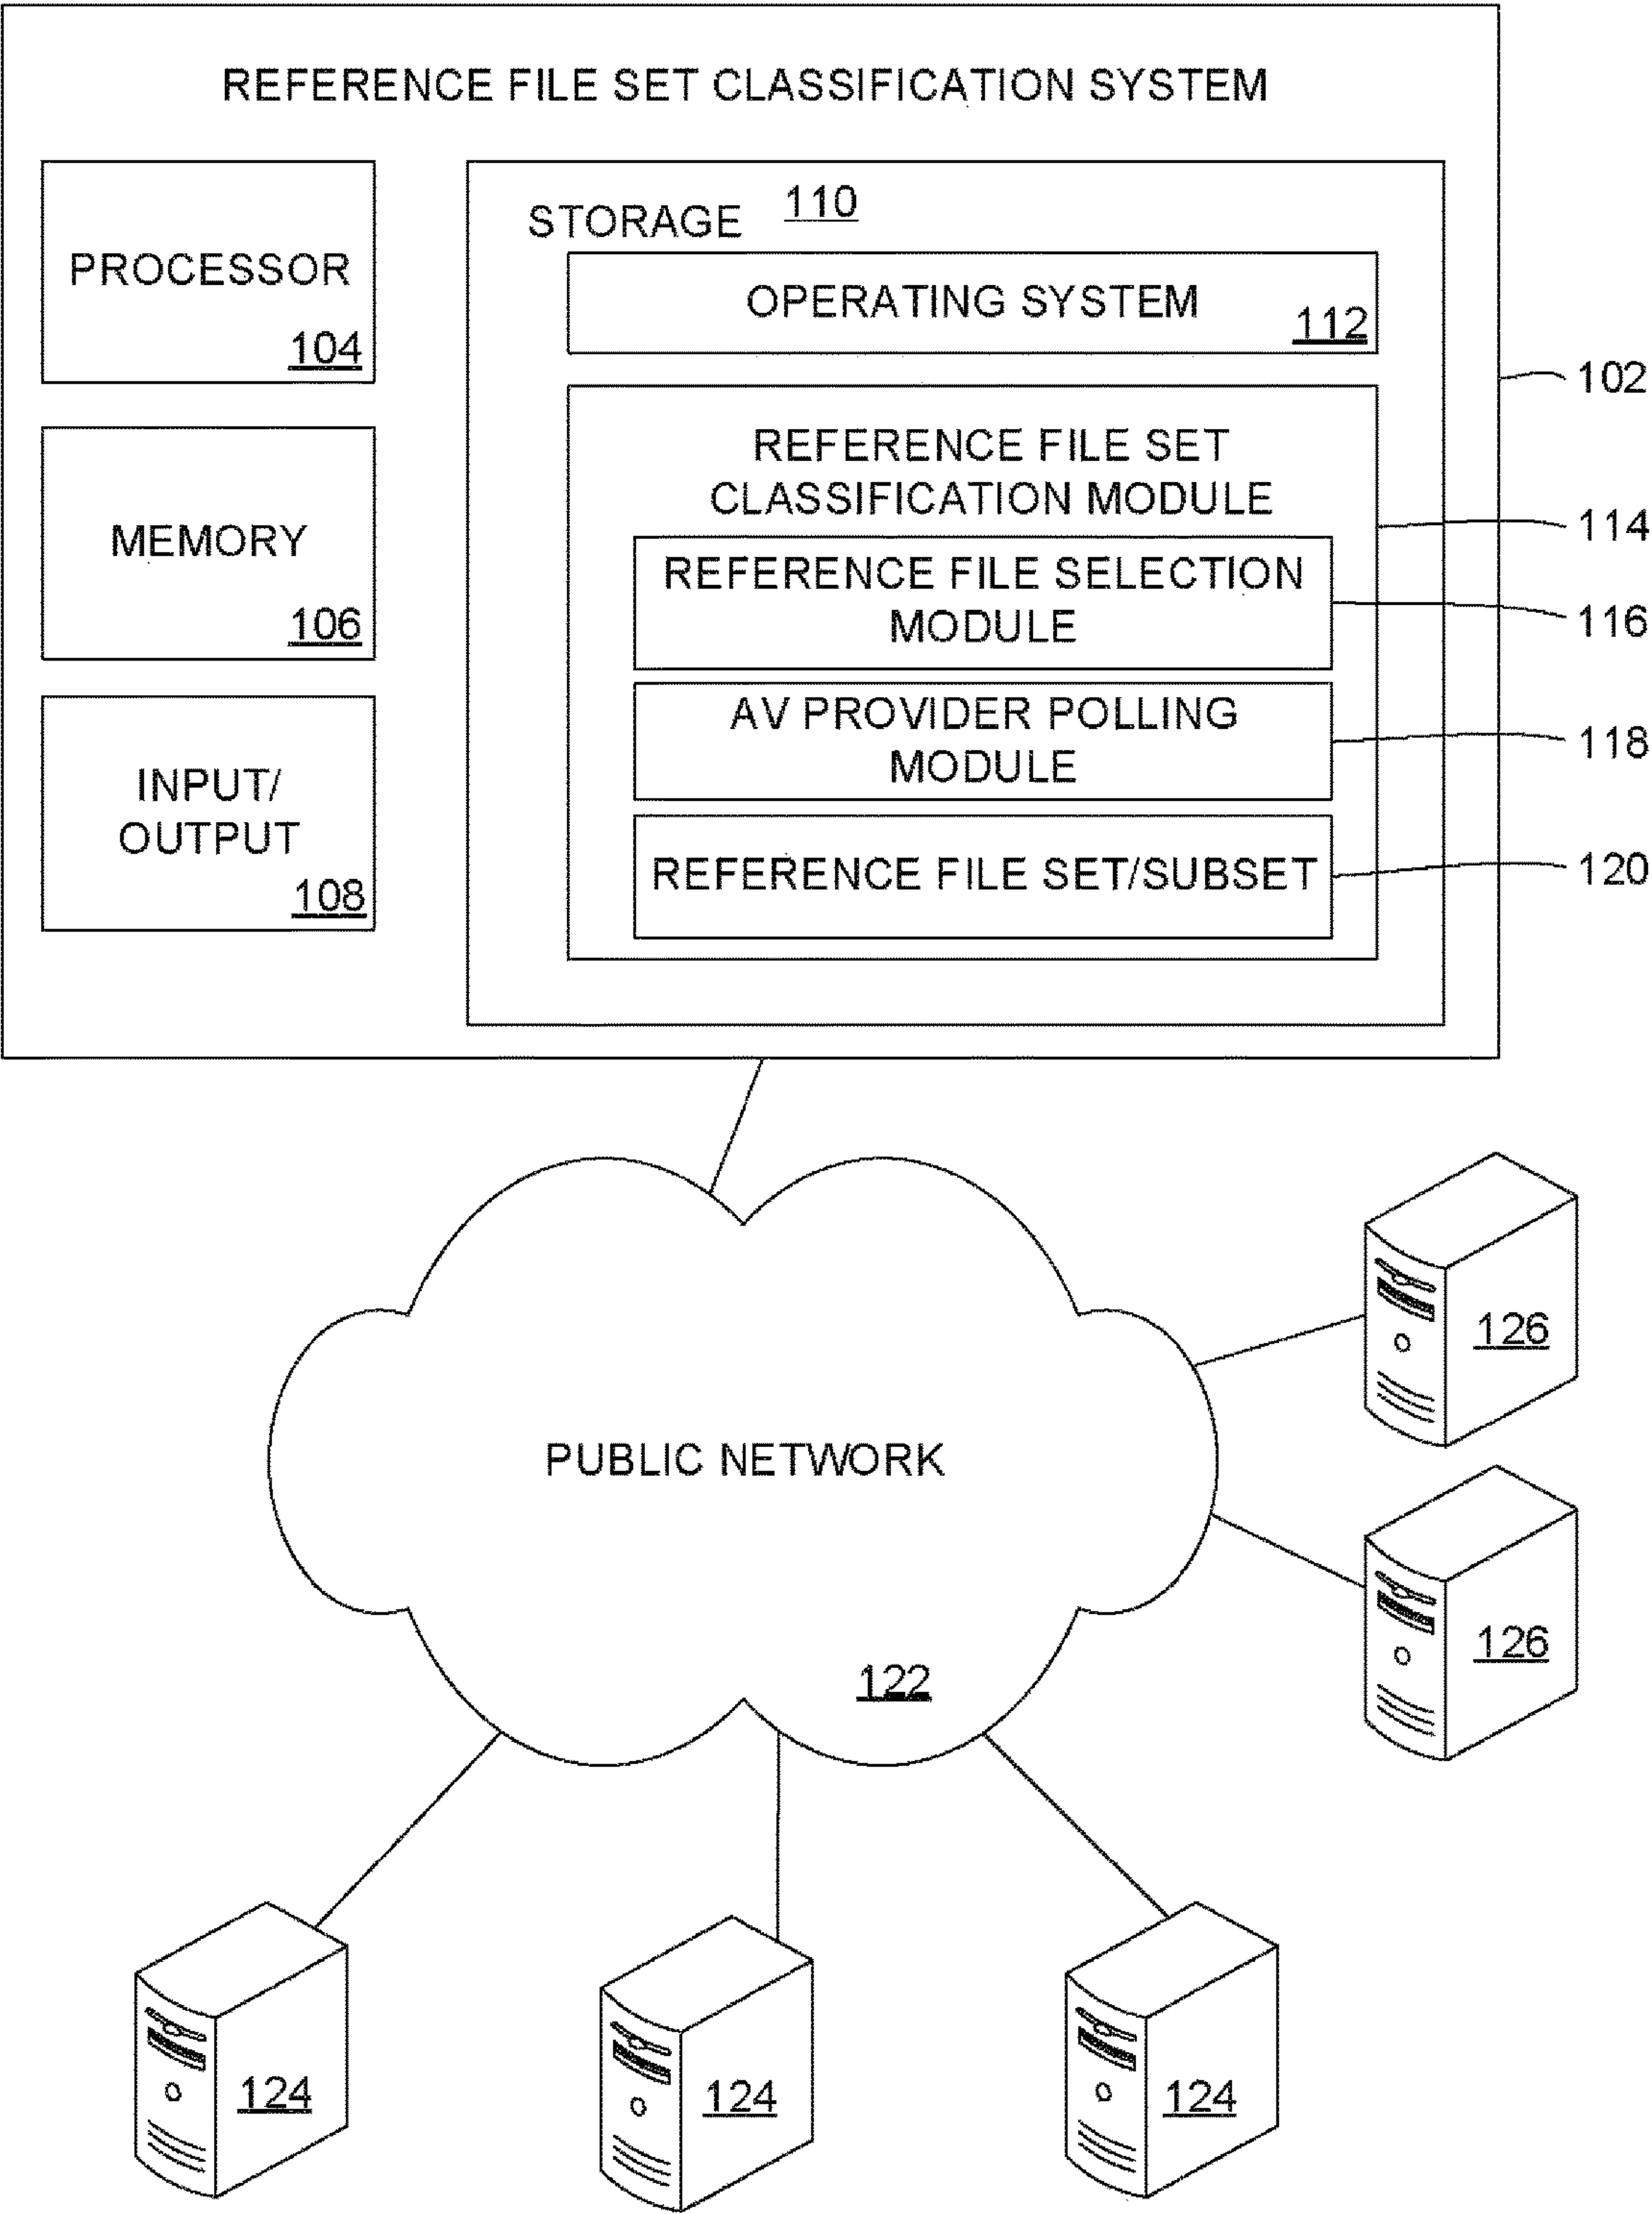 REFERENCE FILE SET CLASSIFICATION SYSTEM
PROCESSOR
104
MEMORY
106
INPUT/
OUTPUT
108
STORAGE 110
OPERATING SYSTEM
112
REFERENCE FILE SET
CLASSIFICATION MODULE
REFERENCE FILE SELECTION
MODULE
AV PROVIDER POLLING
MODULE
REFERENCE FILE SET/SUBSET
102
114
116
118
120
PUBLIC NETWORK
122
126
126
124
124
124